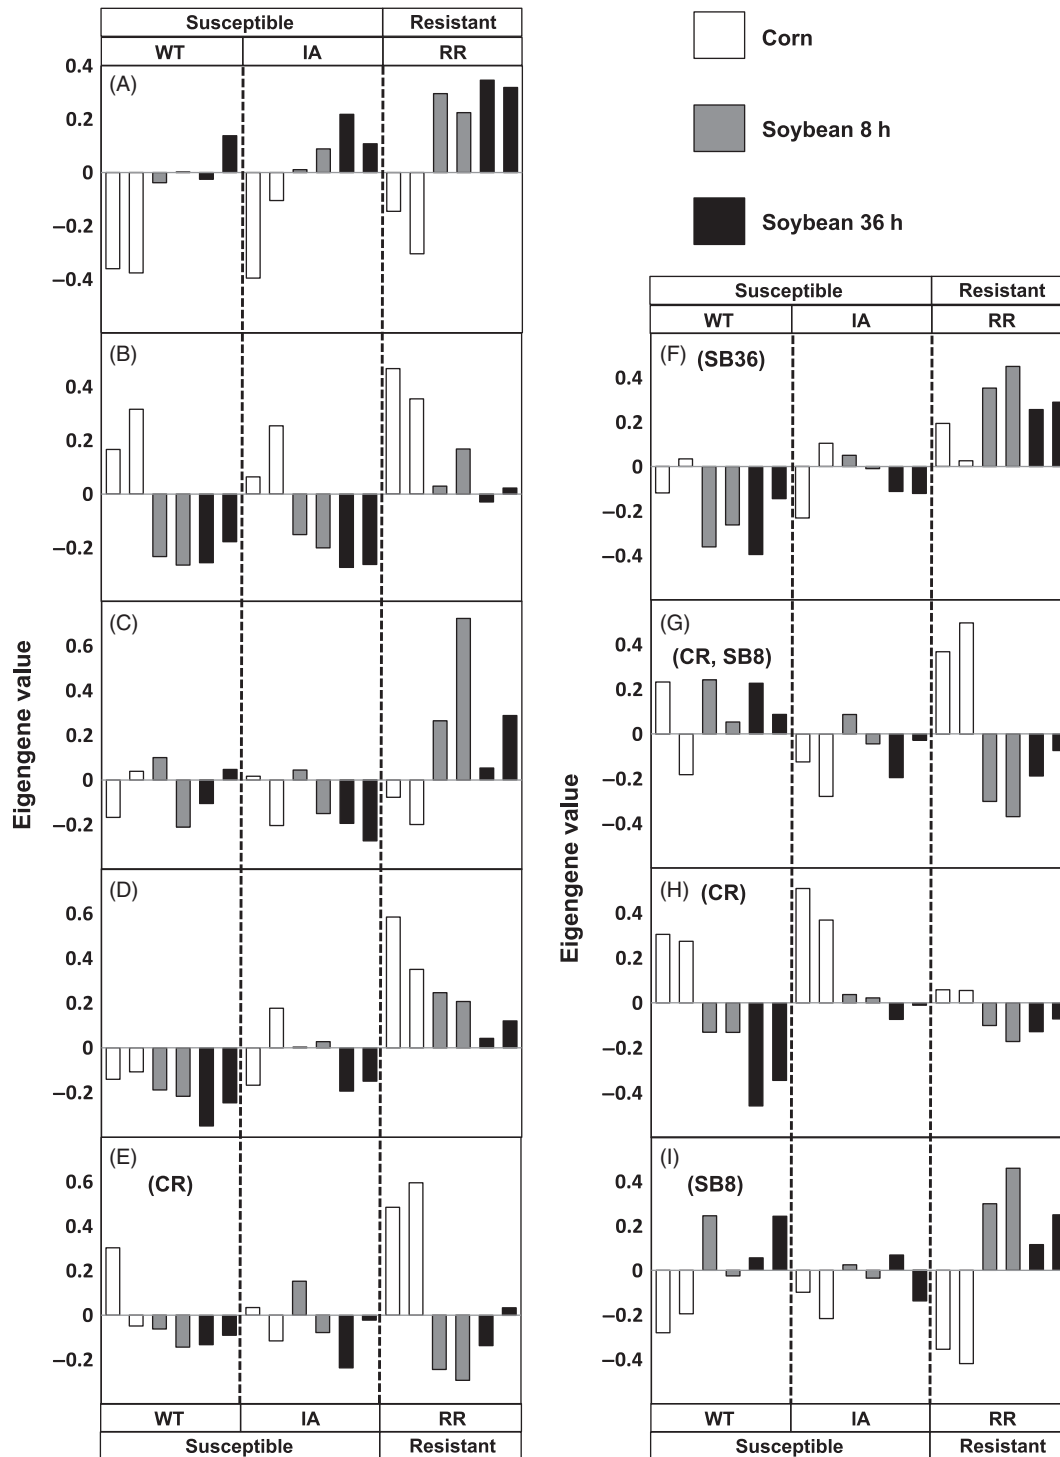 Susceptible Resistant
WT IA RR
(A)
0.4
0.2
0
–0.2
–0.4
(B)
0.4
0.2
0
–0.2
(C)
0.6
0.4
0.2
0
–0.2
(D)
0.6
0.4
0.2
0
–0.2
(E)
(CR)
0.6
0.4
0.2
0
–0.2
WT IA RR
Susceptible Resistant
Eigengene value
Corn
Soybean 8 h
Soybean 36 h
Susceptible Resistant
WT IA RR
(F) (SB36)
0.4
0.2
0
–0.2
–0.4
(G)
(CR, SB8)
0.4
0.2
0
–0.2
–0.4
(H) (CR)
0.4
0.2
0
–0.2
–0.4
(I)
(SB8)
0.4
0.2
0
–0.2
–0.4
WT IA RR
Susceptible Resistant
Eigengene value